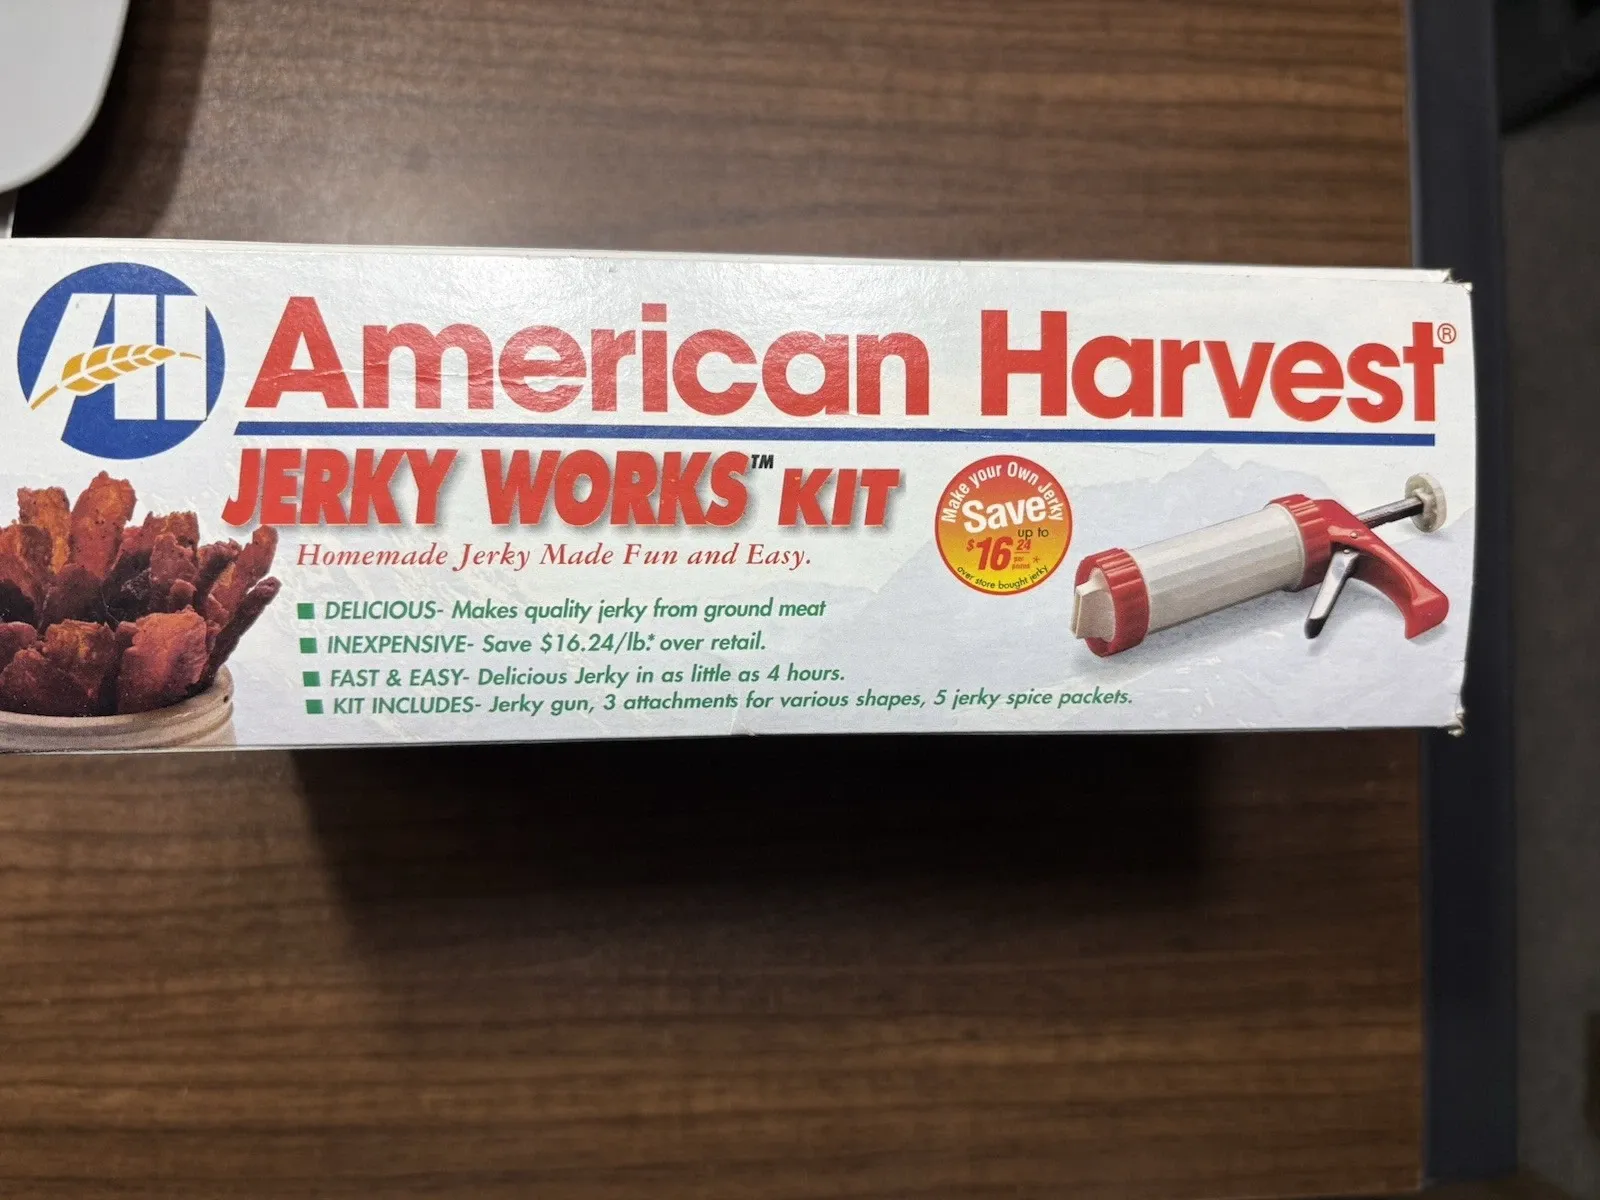 AH American Harvest®
JERKY WORKS™ KIT
Homemade Jerky Made Fun and Easy.
■ DELICIOUS- Makes quality jerky from ground meat
■ INEXPENSIVE- Save $16.24/lb.* over retail.
■ FAST & EASY- Delicious Jerky in as little as 4 hours.
■ KIT INCLUDES- Jerky gun, 3 attachments for various shapes, 5 jerky spice packets.
Make your Own Jerky
Save
up to
$16 24 per pound *
over store bought jerky